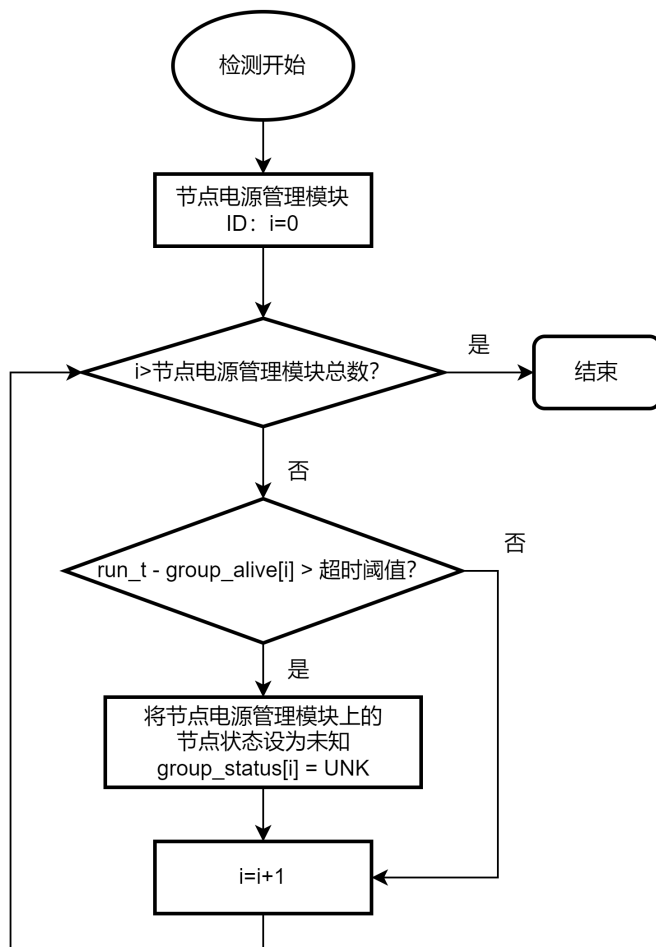 检测开始
节点电源管理模块
ID：i=0
i>节点电源管理模块总数？
是
结束
否
run_t - group_alive[i] > 超时阈值？
否
是
将节点电源管理模块上的
节点状态设为未知
group_status[i] = UNK
i=i+1